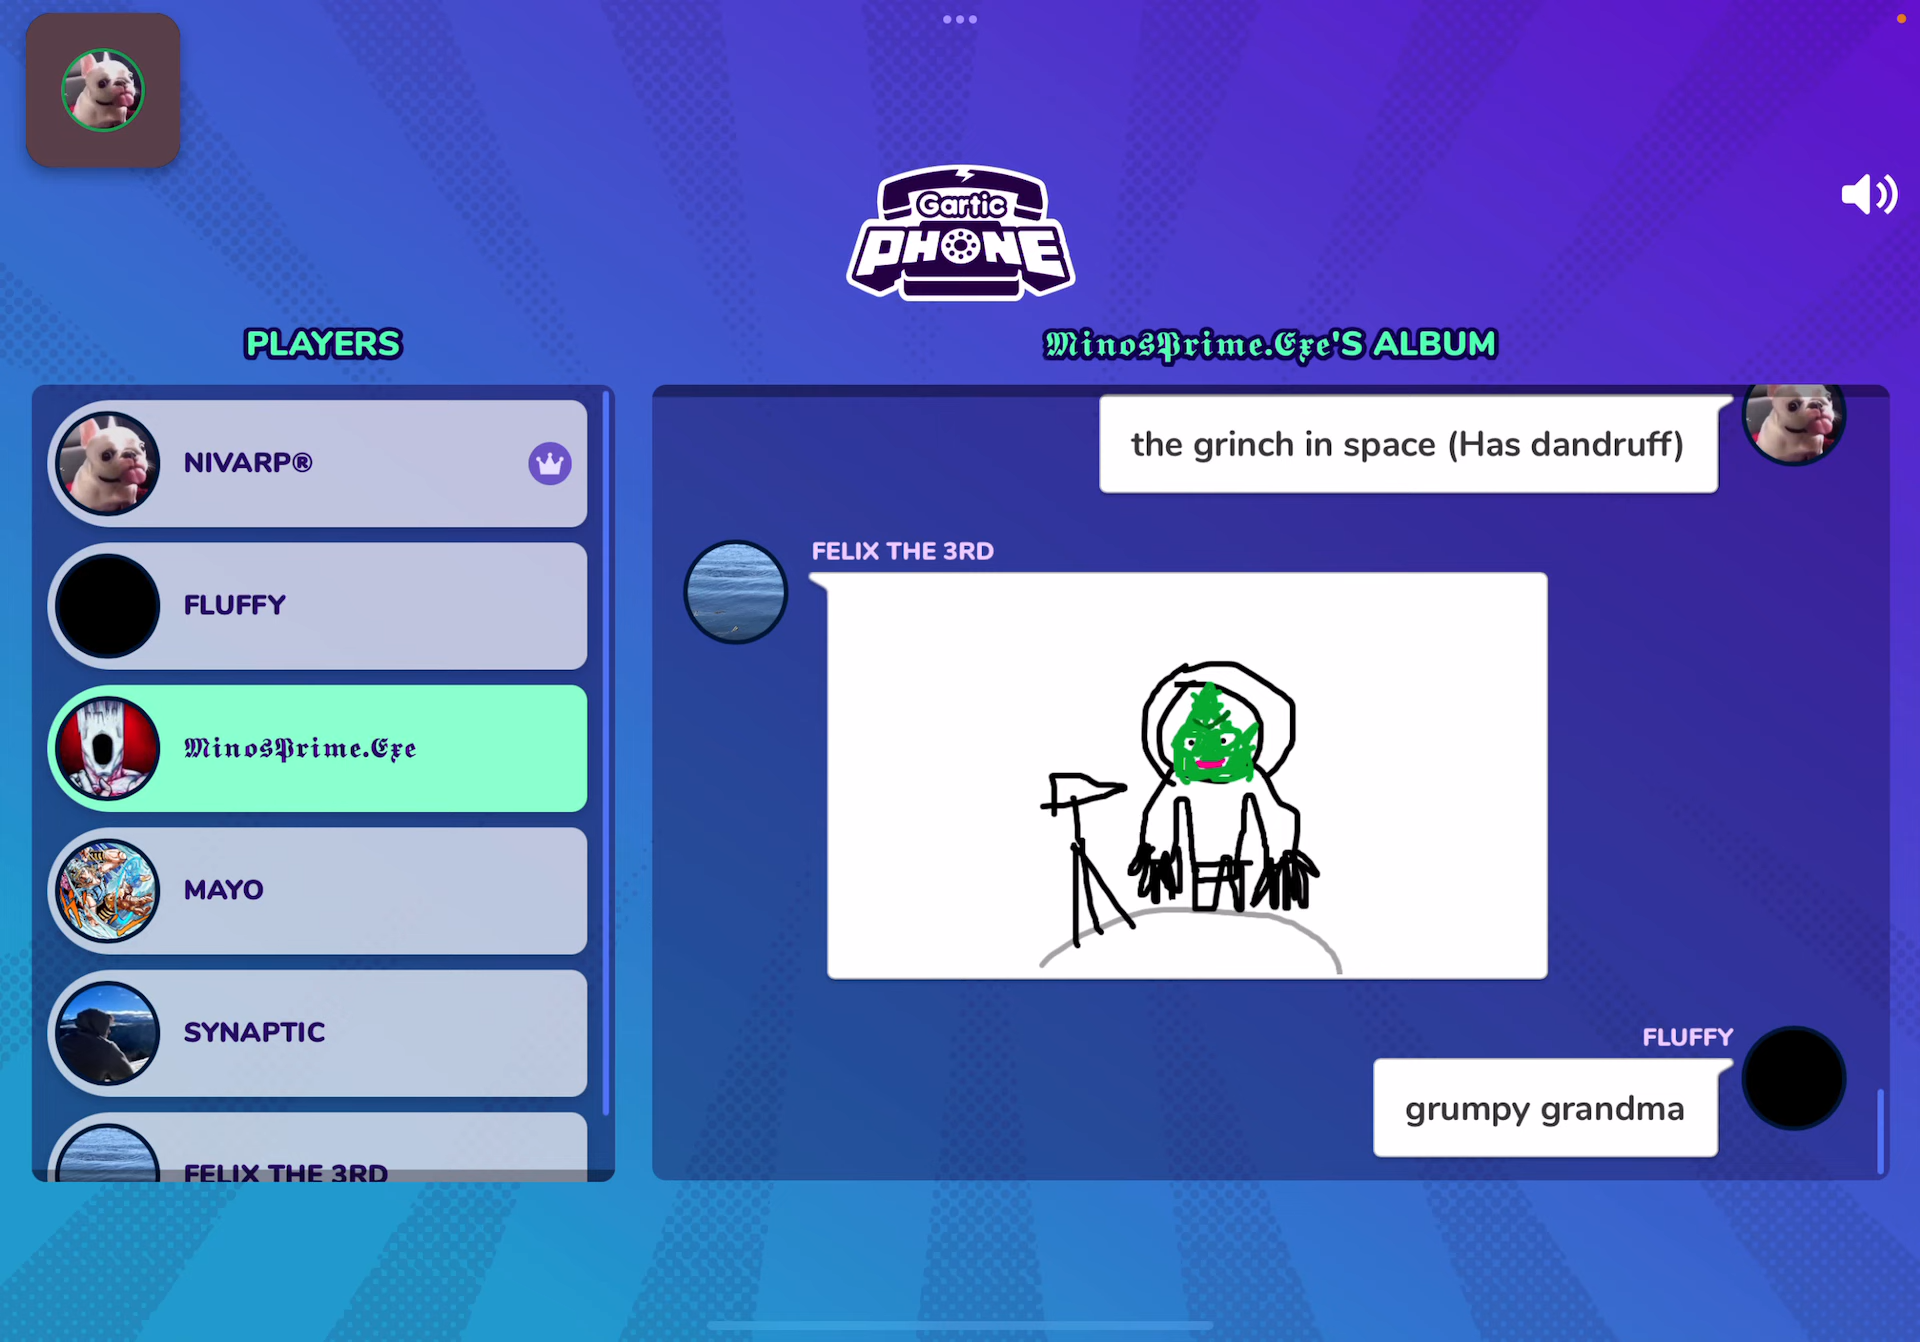 Gartic
PHONE
PLAYERS
NIVARP®
FLUFFY
MinosPrime.Exe
MAYO
SYNAPTIC
FELIX THE 3RD
MinosPrime.Exe'S ALBUM
the grinch in space (Has dandruff)
FELIX THE 3RD
FLUFFY
grumpy grandma